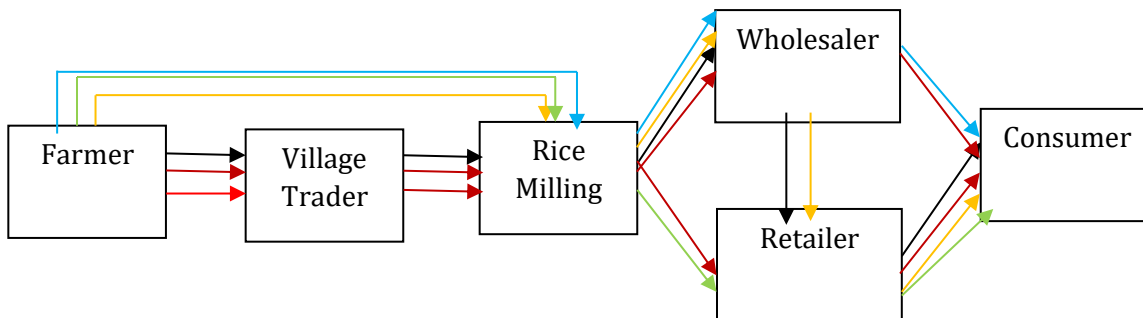 Farmer
Village
Trader
Rice
Milling
Wholesaler
Retailer
Consumer